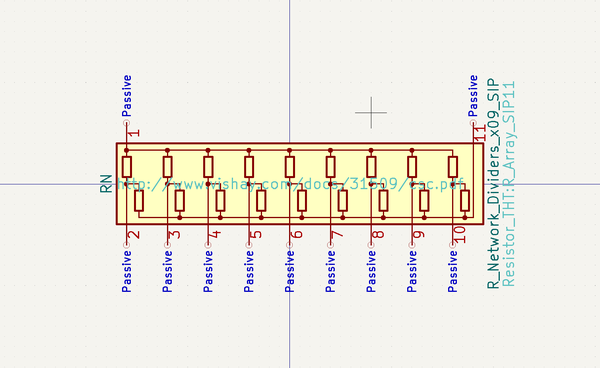 Passive
Passive
1
11
RN
http://www.vishay.com/docs/31509/csc.pdf
2
3
4
5
6
7
8
9
10
Passive
Passive
Passive
Passive
Passive
Passive
Passive
Passive
Passive
R_Network_Dividers_x09_SIP
Resistor_THT:R_Array_SIP11